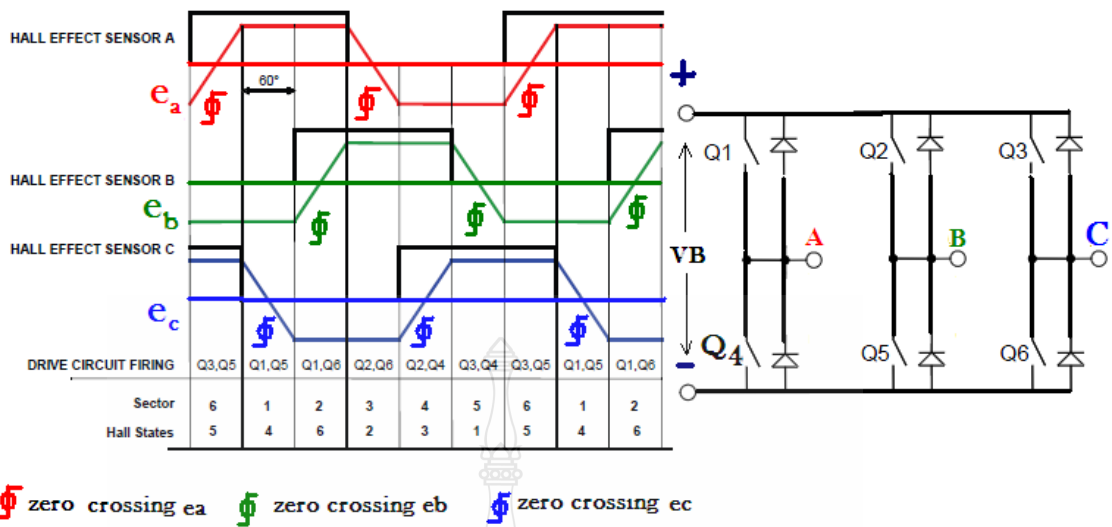 HALL EFFECT SENSOR A
60°
e_a
HALL EFFECT SENSOR B
e_b
HALL EFFECT SENSOR C
e_c
DRIVE CIRCUIT FIRING Q3,Q5 Q1,Q5 Q1,Q6 Q2,Q6 Q2,Q4 Q3,Q4 Q3,Q5 Q1,Q5 Q1,Q6
Sector 6 1 2 3 4 5 6 1 2
Hall States 5 4 6 2 3 1 5 4 6
+
Q1 Q2 Q3
VB A B C
Q4 Q5 Q6
-
zero crossing ea zero crossing eb zero crossing ec